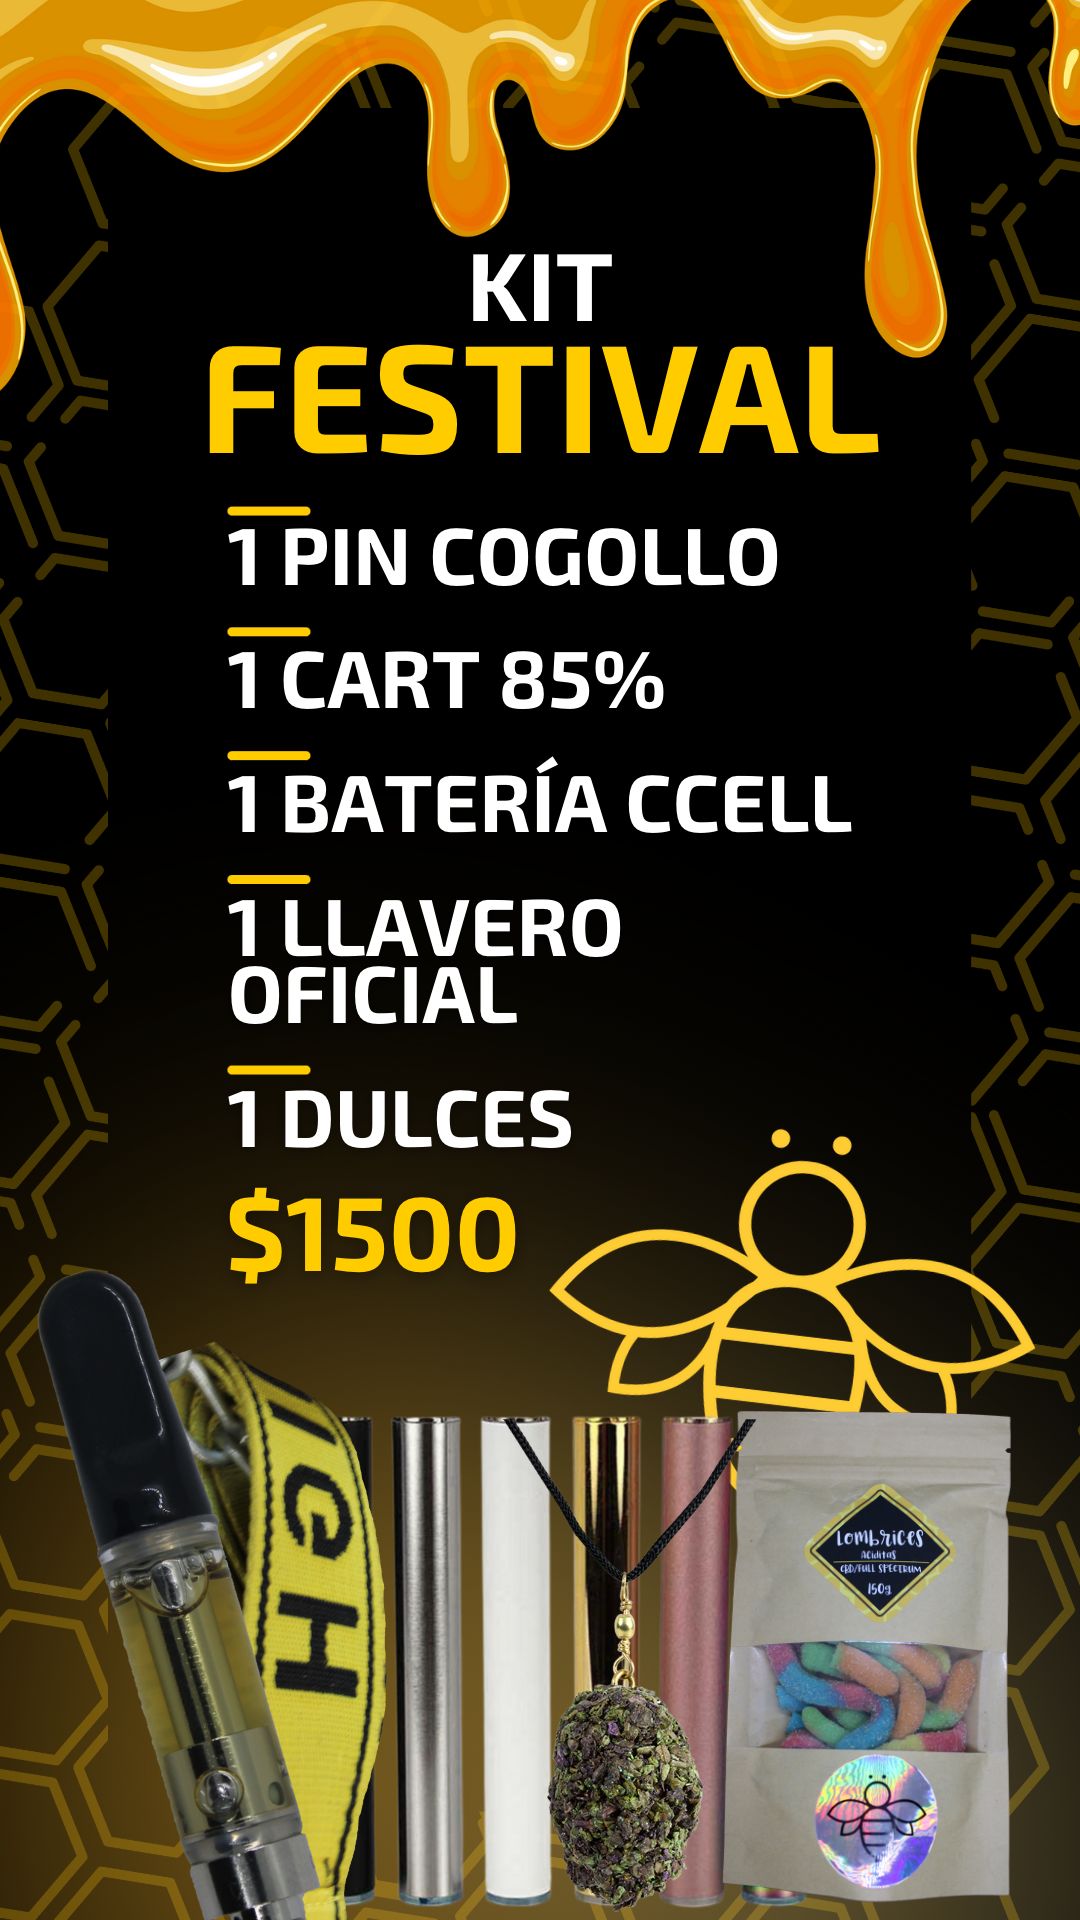 KIT
FESTIVAL
1 PIN COGOLLO
1 CART 85%
1 BATERÍA CCELL
1 LLAVERO
OFICIAL
1 DULCES
$1500
IGH
Lombrices
Aciditas
CBD/FULL SPECTRUM
150g